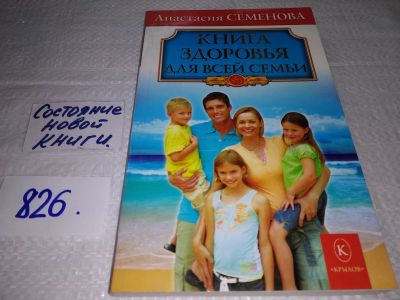 Анастасия СЕМЕНОВА
КНИГА
ЗДОРОВЬЯ
ДЛЯ ВСЕЙ СЕМЬИ
Состояние
новой
книги.
826.
К
«КРЫЛОВ»